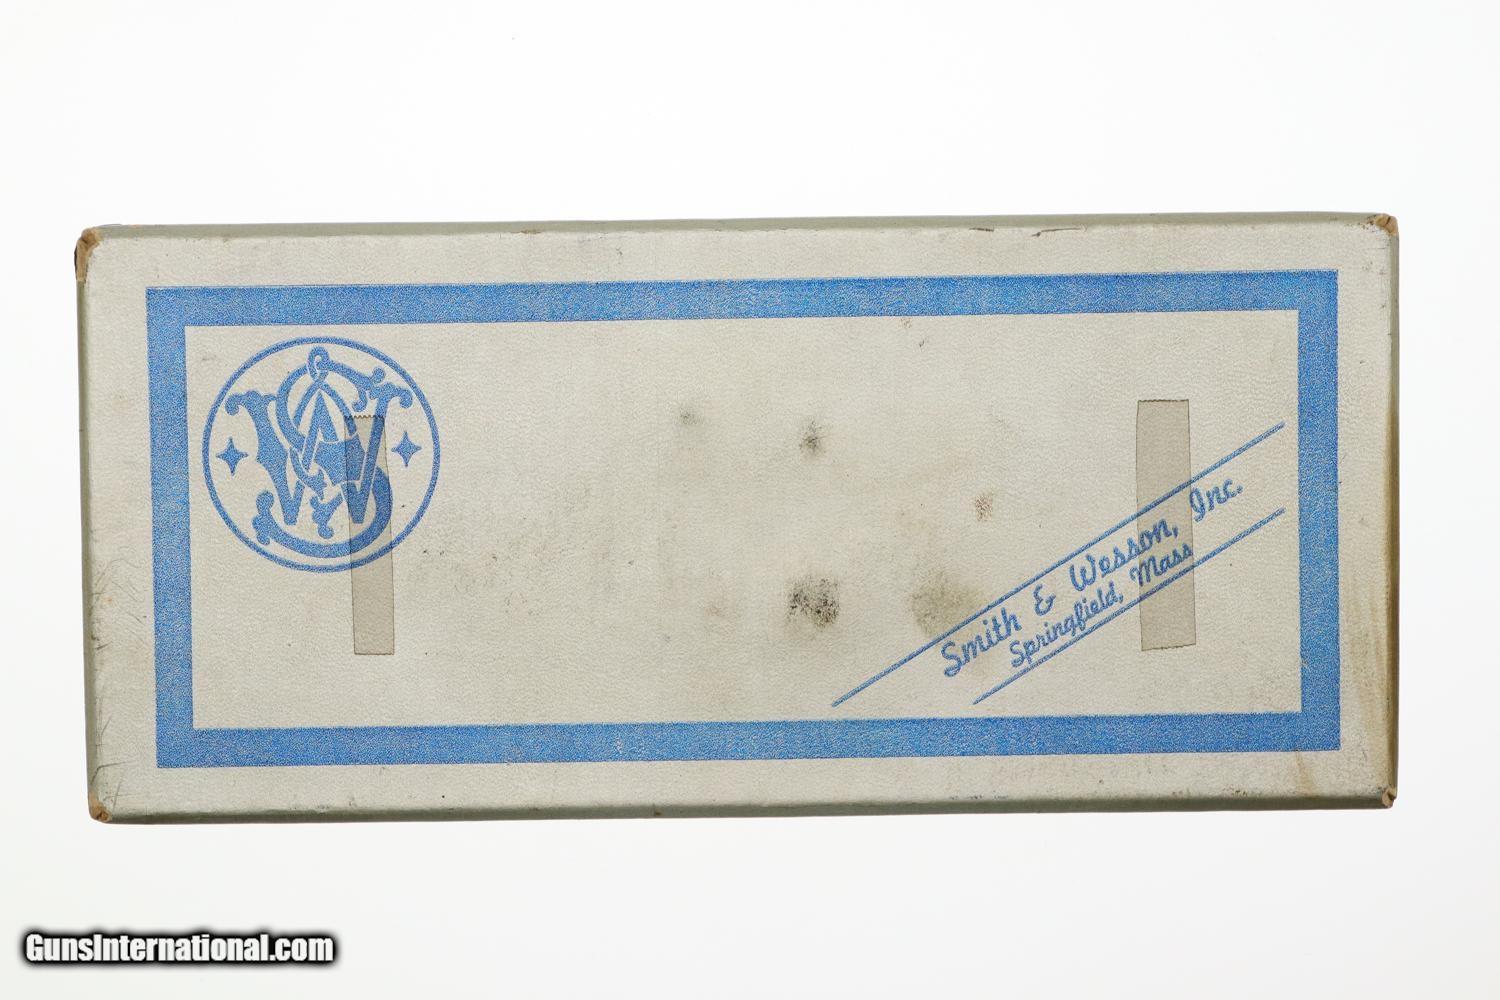 Smith & Wesson, Inc.
Springfield, Mass
GunsInternational.com